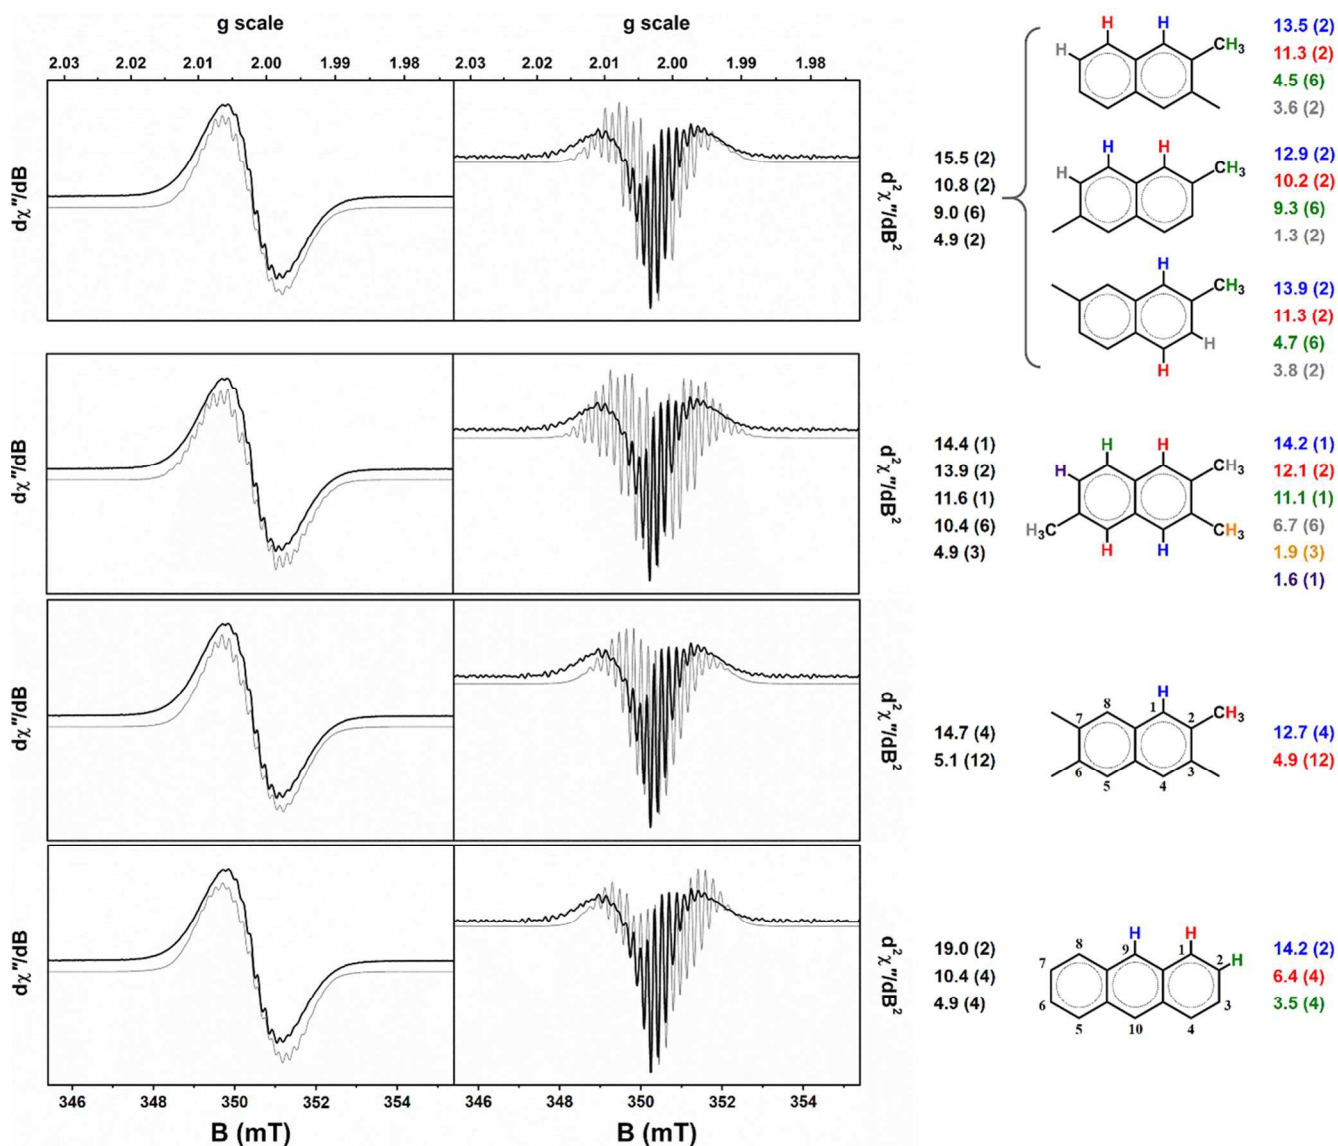 g scale
g scale
2.03 2.02 2.01 2.00 1.99 1.98
2.03 2.02 2.01 2.00 1.99 1.98
dχ"/dB
d²χ"/dB²
15.5 (2)
10.8 (2)
9.0 (6)
4.9 (2)
H H
H CH3
13.5 (2)
11.3 (2)
4.5 (6)
3.6 (2)
H H
H CH3
12.9 (2)
10.2 (2)
9.3 (6)
1.3 (2)
H
CH3
H
H
13.9 (2)
11.3 (2)
4.7 (6)
3.8 (2)
dχ"/dB
d²χ"/dB²
14.4 (1)
13.9 (2)
11.6 (1)
10.4 (6)
4.9 (3)
H H
H CH3
H3C CH3
H H
14.2 (1)
12.1 (2)
11.1 (1)
6.7 (6)
1.9 (3)
1.6 (1)
dχ"/dB
d²χ"/dB²
14.7 (4)
5.1 (12)
H
8 1 CH3
7 2
6 3
5 4
12.7 (4)
4.9 (12)
dχ"/dB
d²χ"/dB²
19.0 (2)
10.4 (4)
4.9 (4)
H H
8 9 1 H
7 2
6 3
5 10 4
14.2 (2)
6.4 (4)
3.5 (4)
346 348 350 352 354
346 348 350 352 354
B (mT)
B (mT)